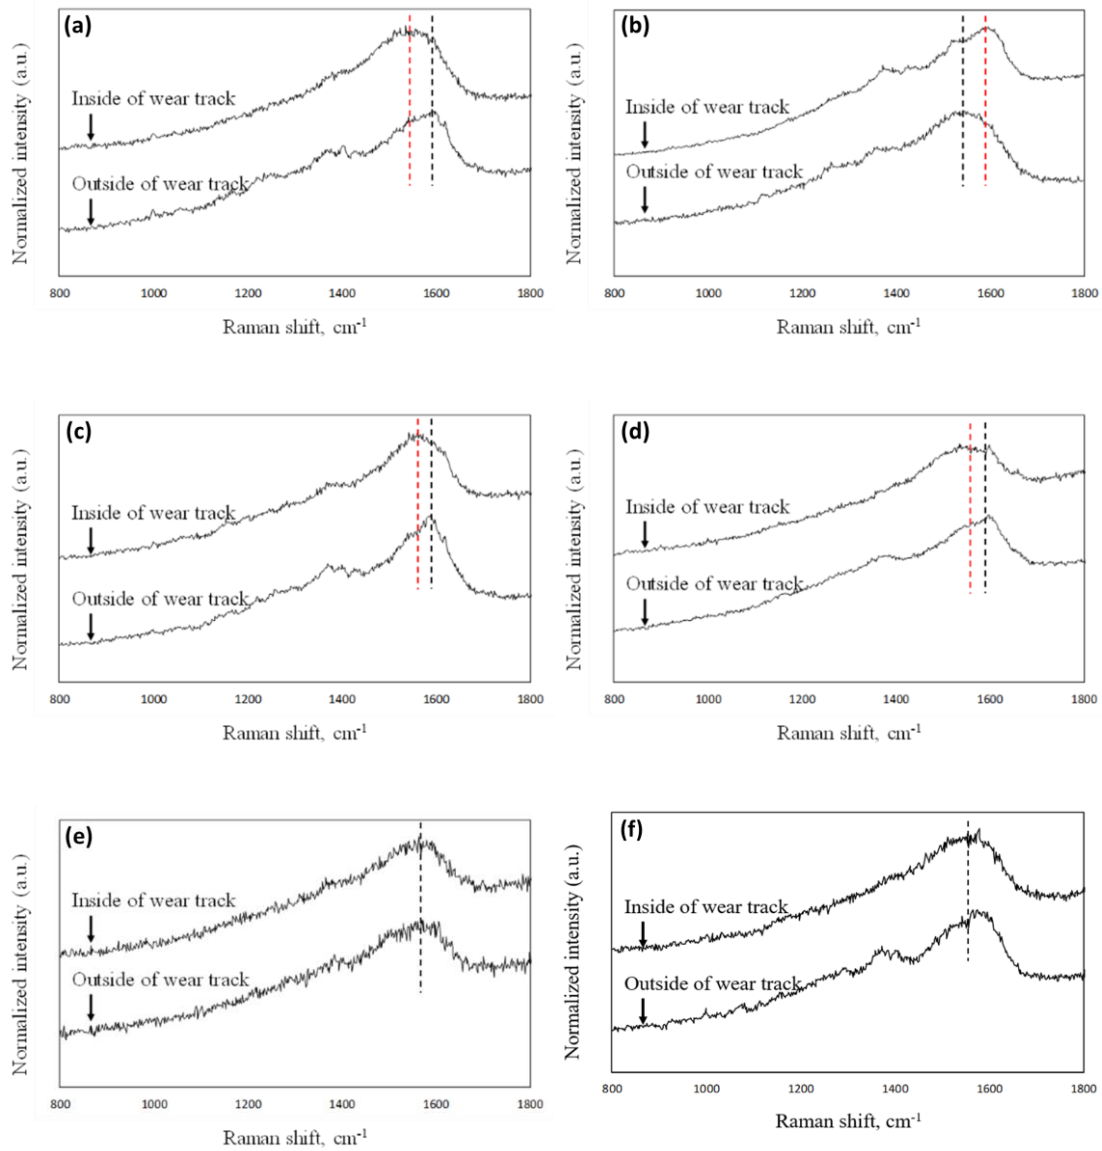 (a)
Normalized intensity (a.u.)
Inside of wear track
Outside of wear track
800 1000 1200 1400 1600 1800
Raman shift, cm-1
(b)
Normalized intensity (a.u.)
Inside of wear track
Outside of wear track
800 1000 1200 1400 1600 1800
Raman shift, cm-1
(c)
Normalized intensity (a.u.)
Inside of wear track
Outside of wear track
800 1000 1200 1400 1600 1800
Raman shift, cm-1
(d)
Normalized intensity (a.u.)
Inside of wear track
Outside of wear track
800 1000 1200 1400 1600 1800
Raman shift, cm-1
(e)
Normalized intensity (a.u.)
Inside of wear track
Outside of wear track
800 1000 1200 1400 1600 1800
Raman shift, cm-1
(f)
Normalized intensity (a.u.)
Inside of wear track
Outside of wear track
800 1000 1200 1400 1600 1800
Raman shift, cm-1